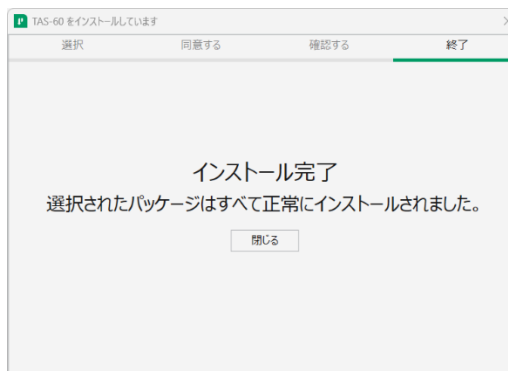 TAS-60 をインストールしています
選択 同意する 確認する 終了
インストール完了
選択されたパッケージはすべて正常にインストールされました。
閉じる